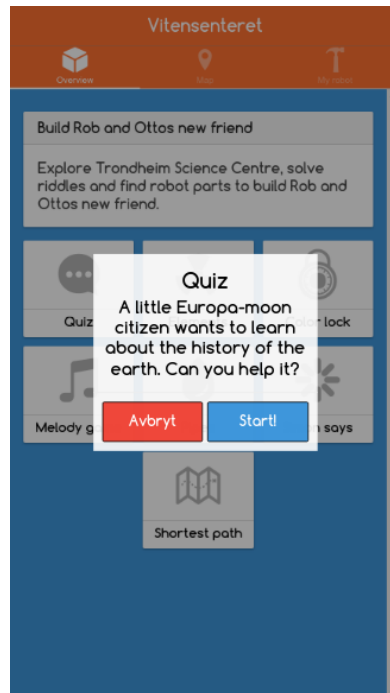 Vitensenteret
Overview
Map
My robot
Build Rob and Ottos new friend
Explore Trondheim Science Centre, solve
riddles and find robot parts to build Rob and
Ottos new friend.
Quiz
A little Europa-moon
citizen wants to learn
about the history of the
earth. Can you help it?
Avbryt
Start!
Quiz
lock
Melody
says
Shortest path